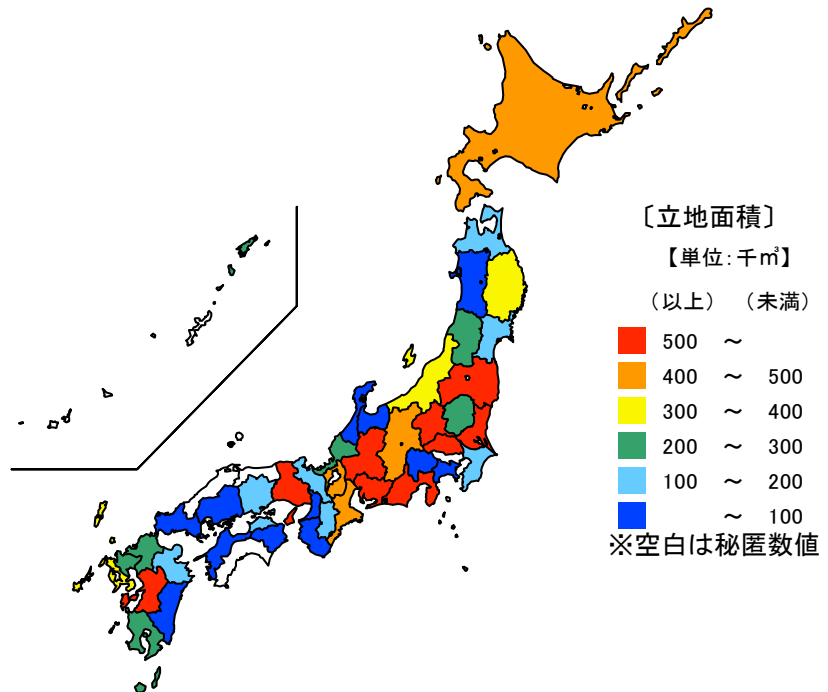 〔立地面積〕
【単位：千㎡】
（以上）　（未満）
500　～
400　～　500
300　～　400
200　～　300
100　～　200
～　100
※空白は秘匿数値